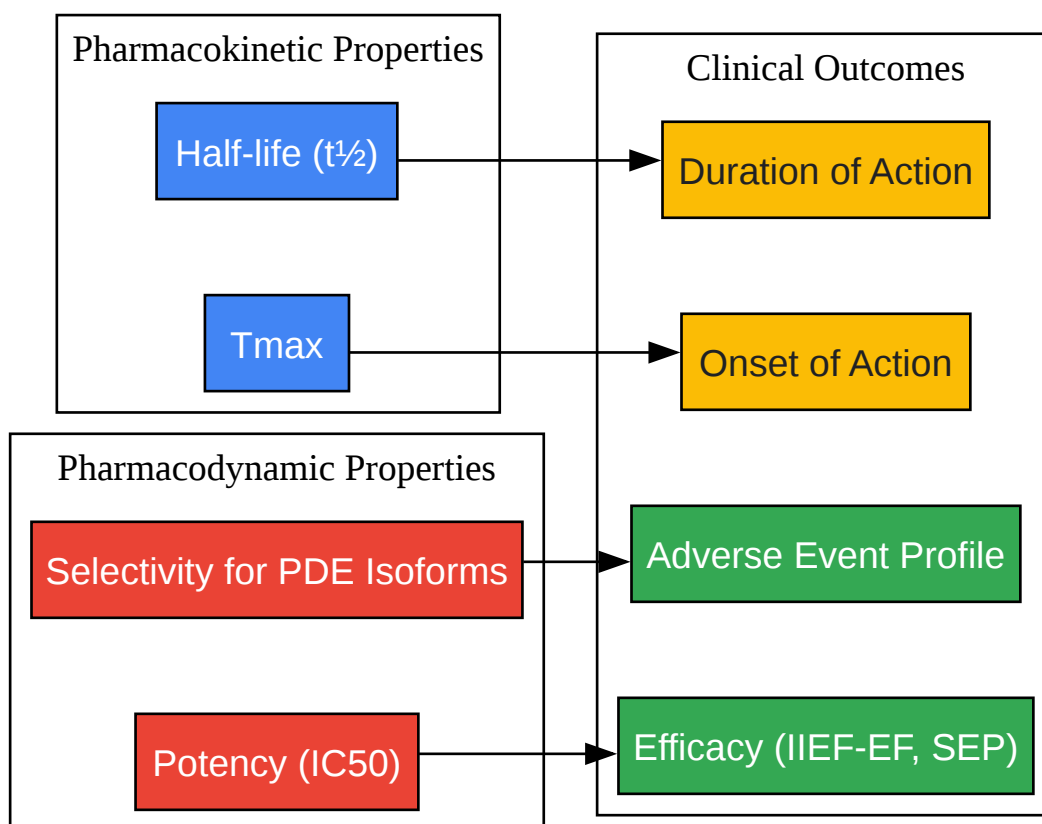 Pharmacokinetic Properties
Half-life (t½)
Tmax
Pharmacodynamic Properties
Selectivity for PDE Isoforms
Potency (IC50)
Clinical Outcomes
Duration of Action
Onset of Action
Adverse Event Profile
Efficacy (IIEF-EF, SEP)